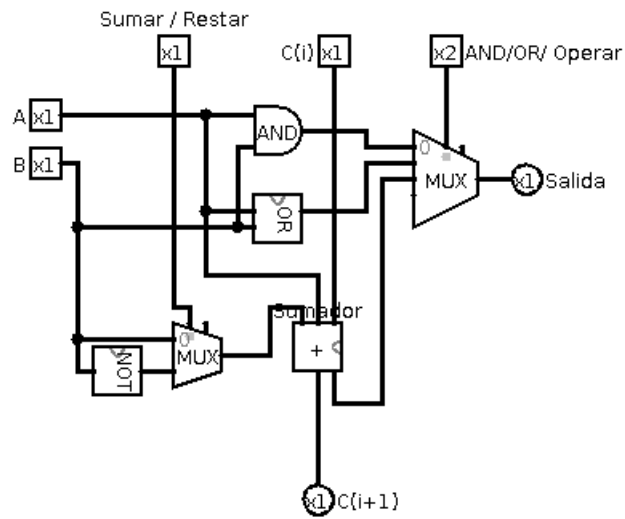 Sumar / Restar
x1
C(i) x1
x2 AND/OR/ Operar
A x1
AND
0
B x1
MUX
x1 Salida
OR
Sumador
0
MUX
NOT
+
x1 C(i+1)